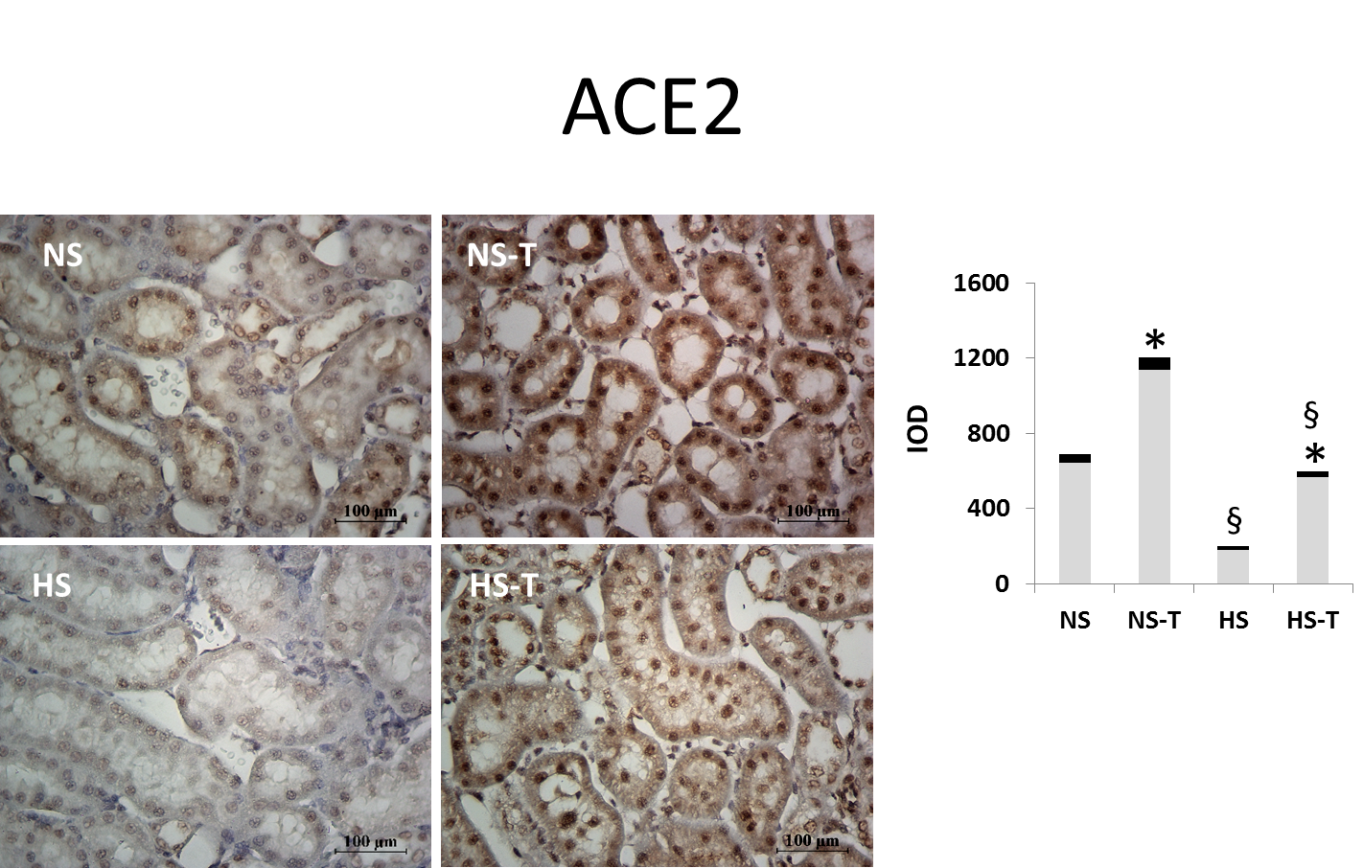 ACE2
NS
100 µm
NS-T
100 µm
HS
100 µm
HS-T
100 µm
IOD
1600
1200
800
400
0
*
§
§
*
NS NS-T HS HS-T